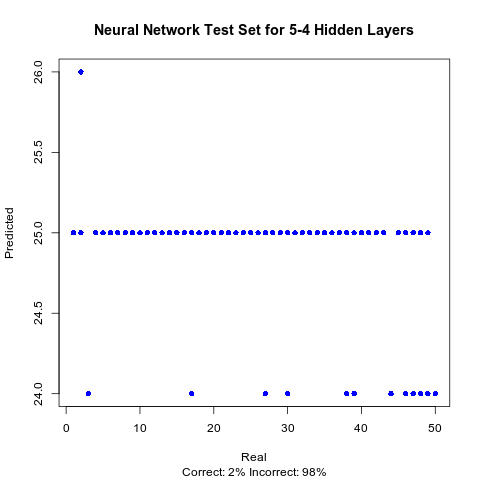 Neural Network Test Set for 5-4 Hidden Layers
Predicted
26.0
25.5
25.0
24.5
24.0
0 10 20 30 40 50
Real
Correct: 2% Incorrect: 98%